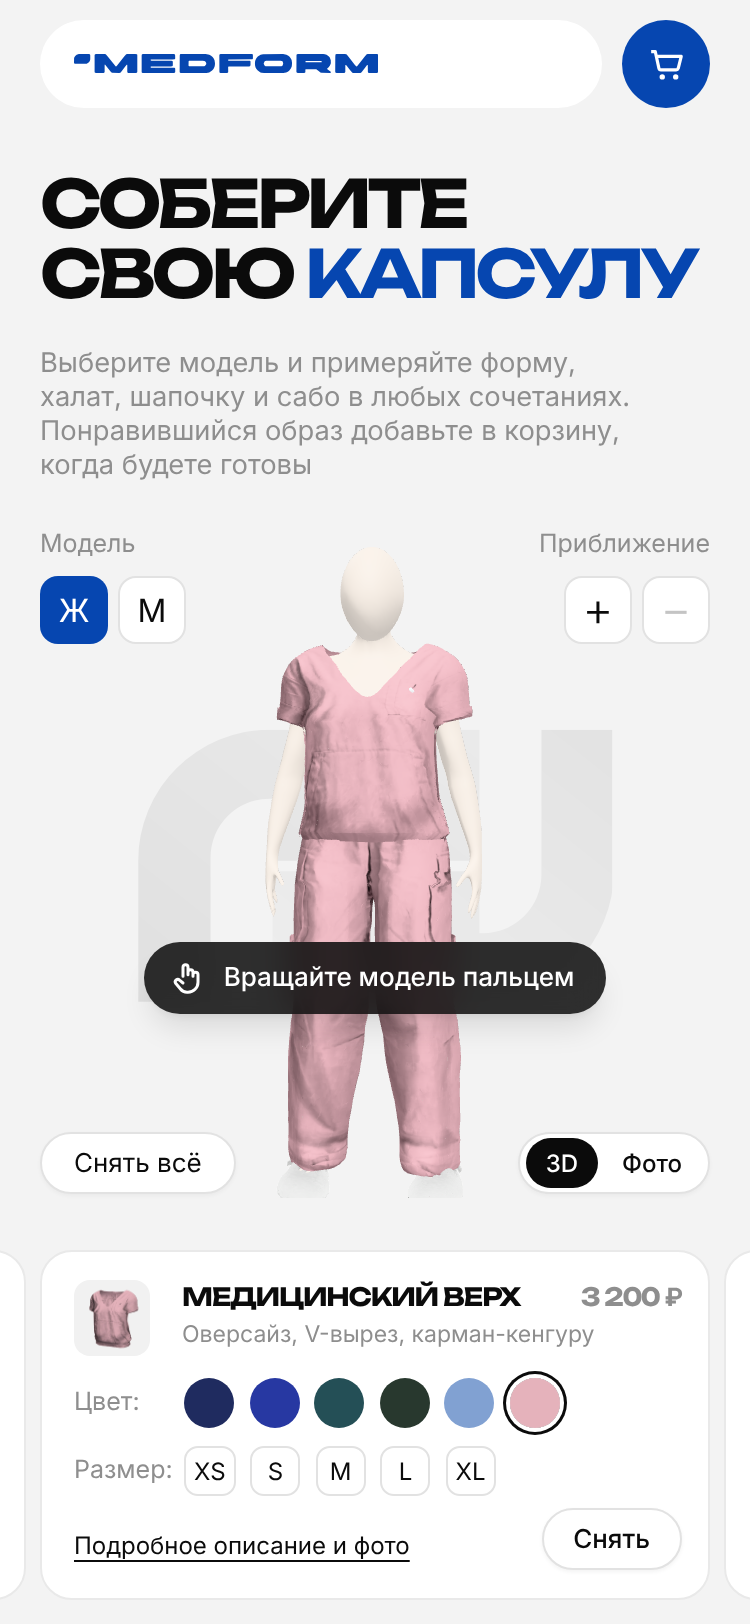 MEDFORM
СОБЕРИТЕ
СВОЮ КАПСУЛУ
Выберите модель и примеряйте форму,
халат, шапочку и сабо в любых сочетаниях.
Понравившийся образ добавьте в корзину,
когда будете готовы
Модель
Приближение
Ж М
+ −
Вращайте модель пальцем
Снять всё
3D Фото
МЕДИЦИНСКИЙ ВЕРХ 3 200 ₽
Оверсайз, V-вырез, карман-кенгуру
Цвет:
Размер: XS S M L XL
Подробное описание и фото
Снять